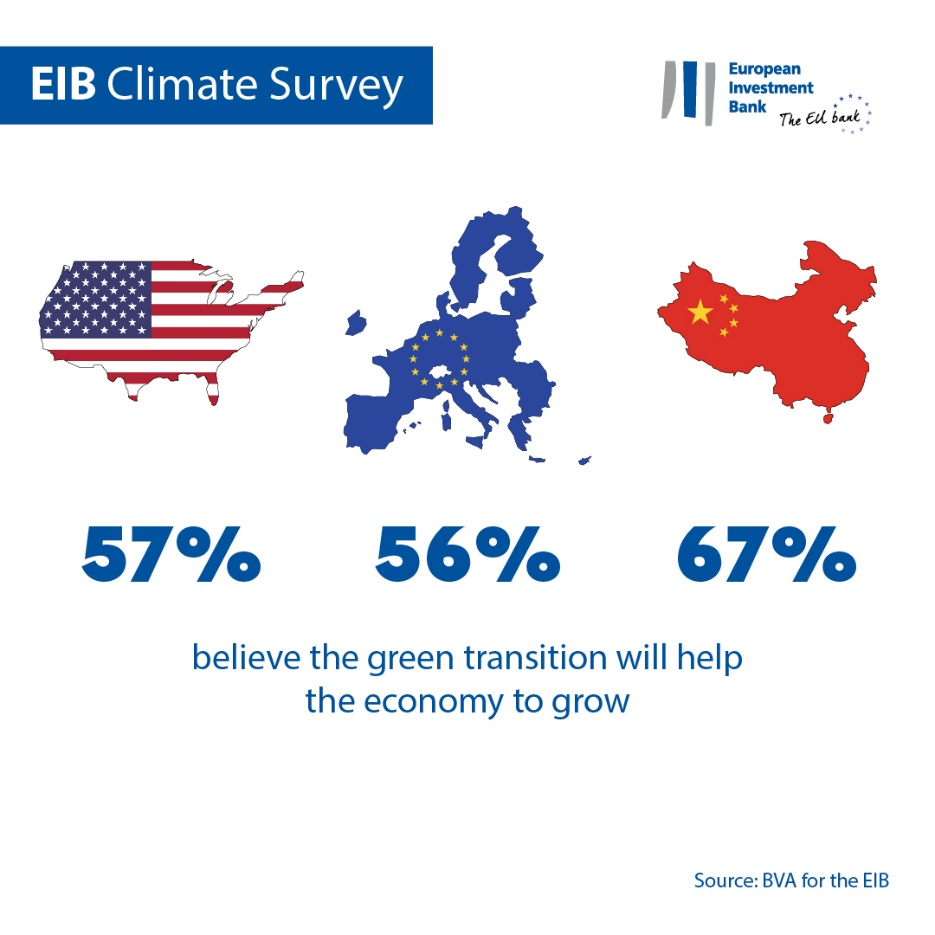 EIB Climate Survey
European
Investment
Bank
The EU bank
57%
56%
67%
believe the green transition will help
the economy to grow
Source: BVA for the EIB